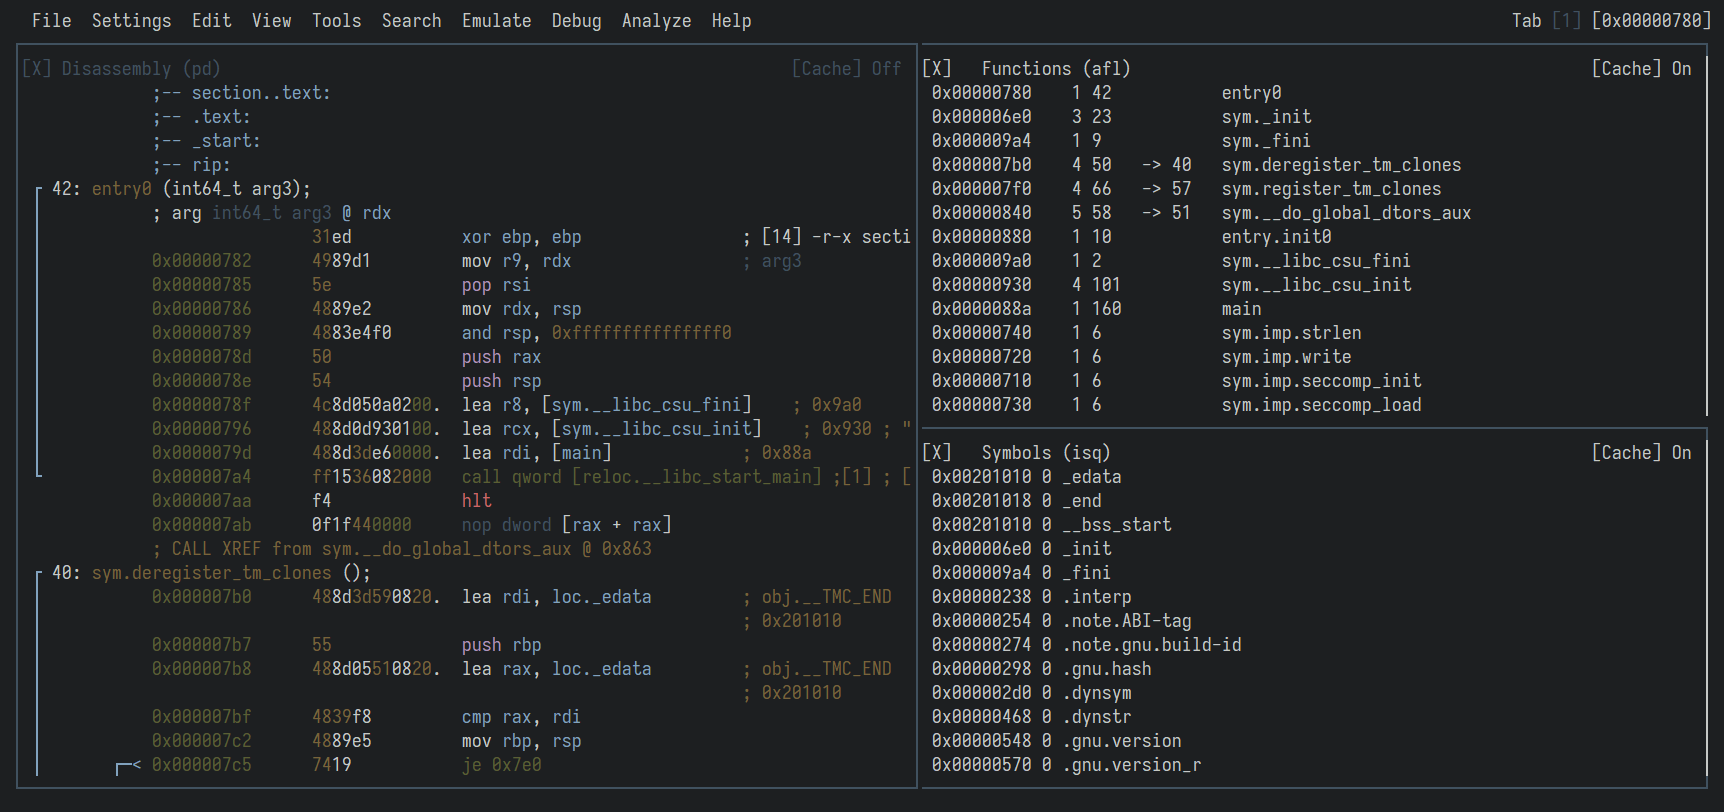 File  Settings  Edit  View  Tools  Search  Emulate  Debug  Analyze  Help  Tab [1] [0x00000780]
[X] Disassembly (pd)  [Cache] Off
;-- section..text:
;-- .text:
;-- _start:
;-- rip:
42: entry0 (int64_t arg3);
; arg int64_t arg3 @ rdx
31ed  xor ebp, ebp  ; [14] -r-x secti
0x00000782  4989d1  mov r9, rdx  ; arg3
0x00000785  5e  pop rsi
0x00000786  4889e2  mov rdx, rsp
0x00000789  4883e4f0  and rsp, 0xfffffffffffffff0
0x0000078d  50  push rax
0x0000078e  54  push rsp
0x0000078f  4c8d050a0200.  lea r8, [sym.__libc_csu_fini]  ; 0x9a0
0x00000796  488d0d930100.  lea rcx, [sym.__libc_csu_init]  ; 0x930 ; "
0x0000079d  488d3de60000.  lea rdi, [main]  ; 0x88a
0x000007a4  ff1536082000  call qword [reloc.__libc_start_main] ;[1] ; [
0x000007aa  f4  hlt
0x000007ab  0f1f440000  nop dword [rax + rax]
; CALL XREF from sym.__do_global_dtors_aux @ 0x863
40: sym.deregister_tm_clones ();
0x000007b0  488d3d590820.  lea rdi, loc._edata  ; obj.__TMC_END
; 0x201010
0x000007b7  55  push rbp
0x000007b8  488d05510820.  lea rax, loc._edata  ; obj.__TMC_END
; 0x201010
0x000007bf  4839f8  cmp rax, rdi
0x000007c2  4889e5  mov rbp, rsp
< 0x000007c5  7419  je 0x7e0
[X]  Functions (afl)  [Cache] On
0x00000780  1 42  entry0
0x000006e0  3 23  sym._init
0x000009a4  1 9  sym._fini
0x000007b0  4 50  -> 40  sym.deregister_tm_clones
0x000007f0  4 66  -> 57  sym.register_tm_clones
0x00000840  5 58  -> 51  sym.__do_global_dtors_aux
0x00000880  1 10  entry.init0
0x000009a0  1 2  sym.__libc_csu_fini
0x00000930  4 101  sym.__libc_csu_init
0x0000088a  1 160  main
0x00000740  1 6  sym.imp.strlen
0x00000720  1 6  sym.imp.write
0x00000710  1 6  sym.imp.seccomp_init
0x00000730  1 6  sym.imp.seccomp_load
[X]  Symbols (isq)  [Cache] On
0x00201010 0 _edata
0x00201018 0 _end
0x00201010 0 __bss_start
0x000006e0 0 _init
0x000009a4 0 _fini
0x00000238 0 .interp
0x00000254 0 .note.ABI-tag
0x00000274 0 .note.gnu.build-id
0x00000298 0 .gnu.hash
0x000002d0 0 .dynsym
0x00000468 0 .dynstr
0x00000548 0 .gnu.version
0x00000570 0 .gnu.version_r